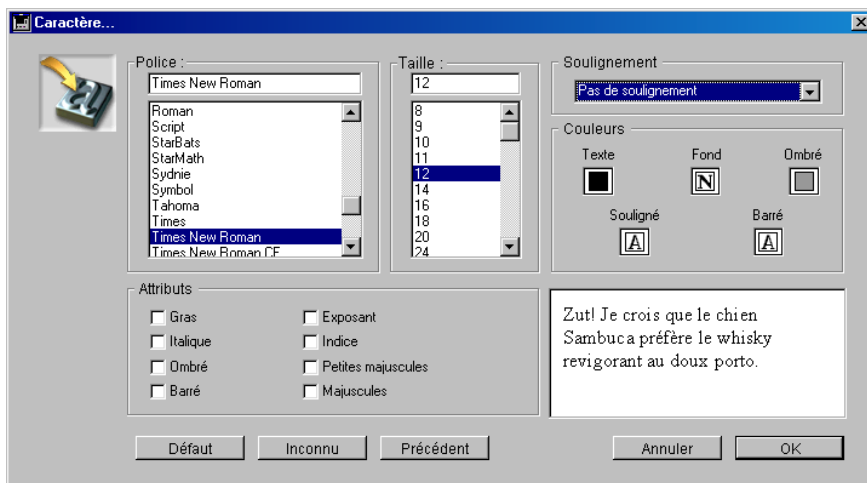 Caractère...
Police :
Times New Roman
Roman
Script
StarBats
StarMath
Sydnie
Symbol
Tahoma
Times
Times New Roman
Times New Roman CE
Taille :
12
8
9
10
11
12
14
16
18
20
24
Soulignement
Pas de soulignement
Couleurs
Texte Fond Ombré
N
Souligné Barré
A A
Attributs
Gras Exposant
Italique Indice
Ombré Petites majuscules
Barré Majuscules
Zut! Je crois que le chien
Sambuca préfère le whisky
revigorant au doux porto.
Défaut Inconnu Précédent Annuler OK